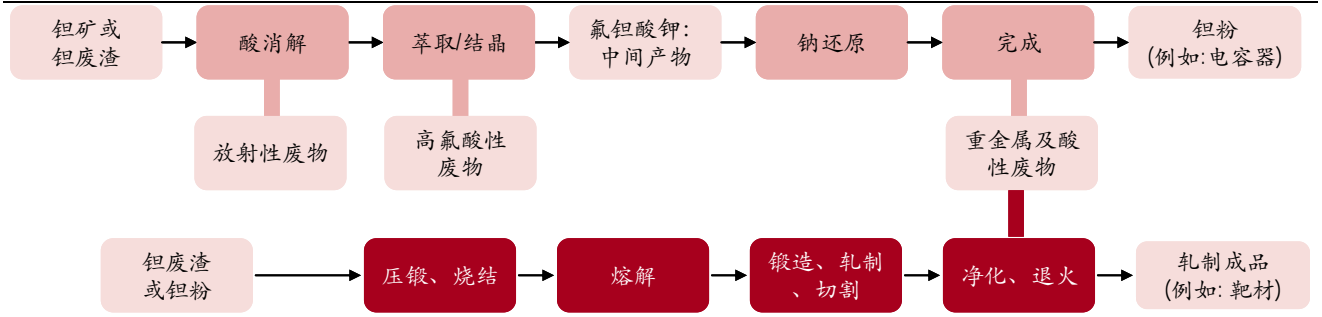 钽矿或
钽废渣
酸消解
萃取/结晶
氟钽酸钾:
中间产物
钠还原
完成
钽粉
(例如:电容器)
放射性废物
高氟酸性
废物
重金属及酸
性废物
钽废渣
或钽粉
压锻、烧结
熔解
锻造、轧制
、切割
净化、退火
轧制成品
(例如: 靶材)